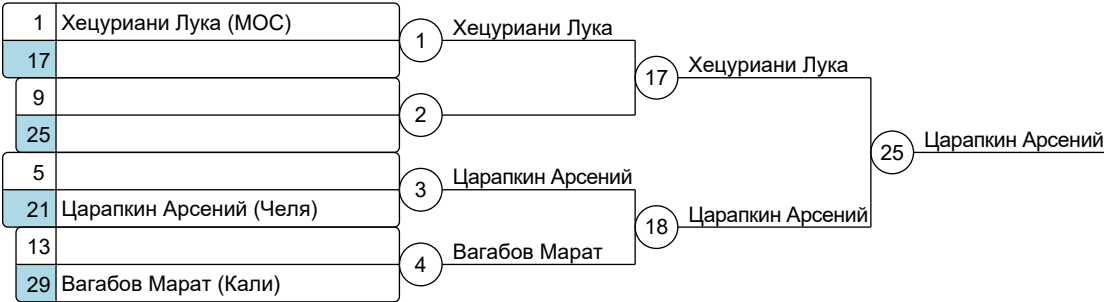 1 Хецуриани Лука (МОС)
17
9
25
5
21 Царапкин Арсений (Челя)
13
29 Вагабов Марат (Кали)
1 Хецуриани Лука
2
3 Царапкин Арсений
4 Вагабов Марат
17 Хецуриани Лука
18 Царапкин Арсений
25 Царапкин Арсений